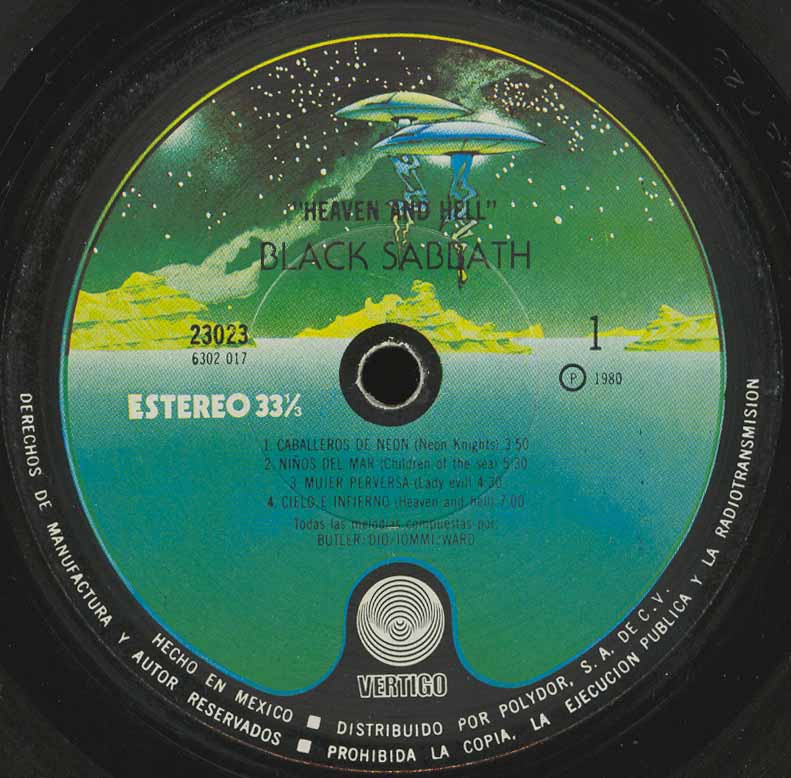 "HEAVEN AND HELL"
BLACK SABBATH
23023
6302 017
1
P 1980
ESTEREO 33⅓
1. CABALLEROS DE NEON (Neon Knights) 3:50
2. NIÑOS DEL MAR (Children of the sea) 5:30
3. MUJER PERVERSA (Lady evil) 4:30
4. CIELO E INFIERNO (Heaven and hell) 7:00
Todas las melodías compuestas por:
BUTLER:DIO/IOMMI:WARD
VERTIGO
HECHO EN MEXICO ■ DISTRIBUIDO POR POLYDOR, S. A. DE C. V.
DERECHOS DE MANUFACTURA Y AUTOR RESERVADOS ■ PROHIBIDA LA COPIA, LA EJECUCION PUBLICA Y LA RADIOTRANSMISION